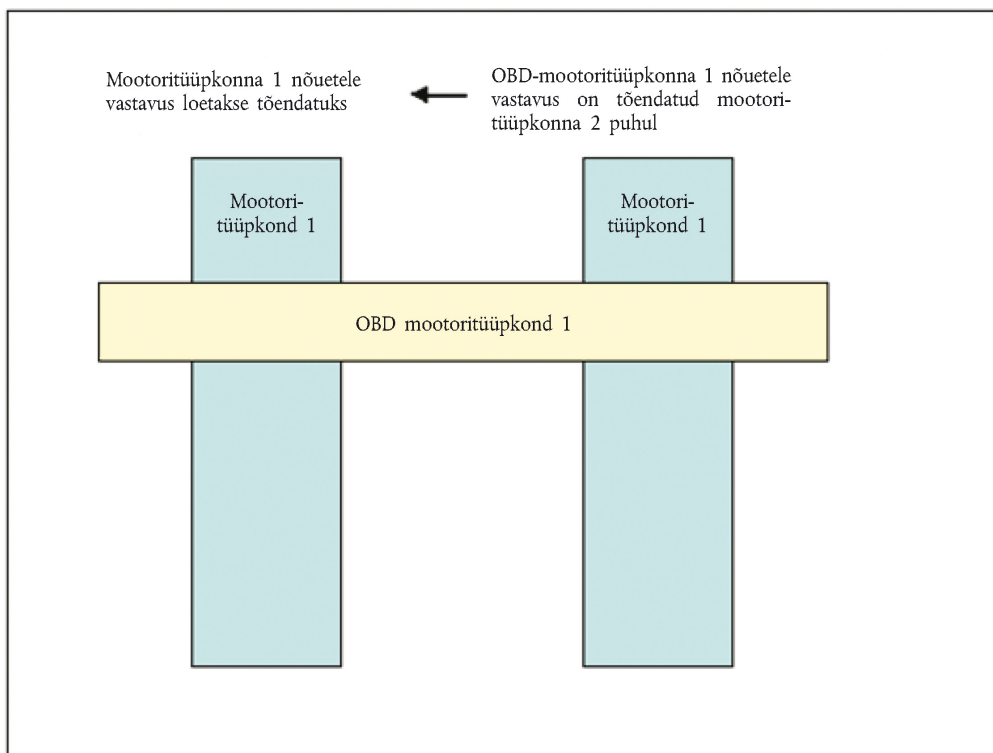 Mootoritüüpkonna 1 nõuetele
vastavus loetakse tõendatuks
OBD-mootoritüüpkonna 1 nõuetele
vastavus on tõendatud mootori-
tüüpkonna 2 puhul
Mootori-
tüüpkond 1
Mootori-
tüüpkond 1
OBD mootoritüüpkond 1